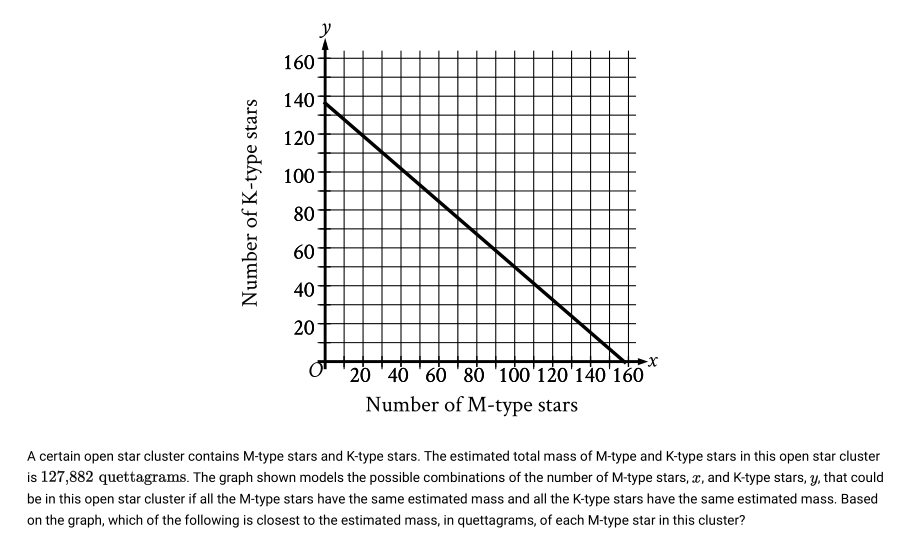 y
160
140
120
100
80
60
40
20
O
20 40 60 80 100 120 140 160
x
Number of K-type stars
Number of M-type stars
A certain open star cluster contains M-type stars and K-type stars. The estimated total mass of M-type and K-type stars in this open star cluster
is 127,882 quettagrams. The graph shown models the possible combinations of the number of M-type stars, x, and K-type stars, y, that could
be in this open star cluster if all the M-type stars have the same estimated mass and all the K-type stars have the same estimated mass. Based
on the graph, which of the following is closest to the estimated mass, in quettagrams, of each M-type star in this cluster?